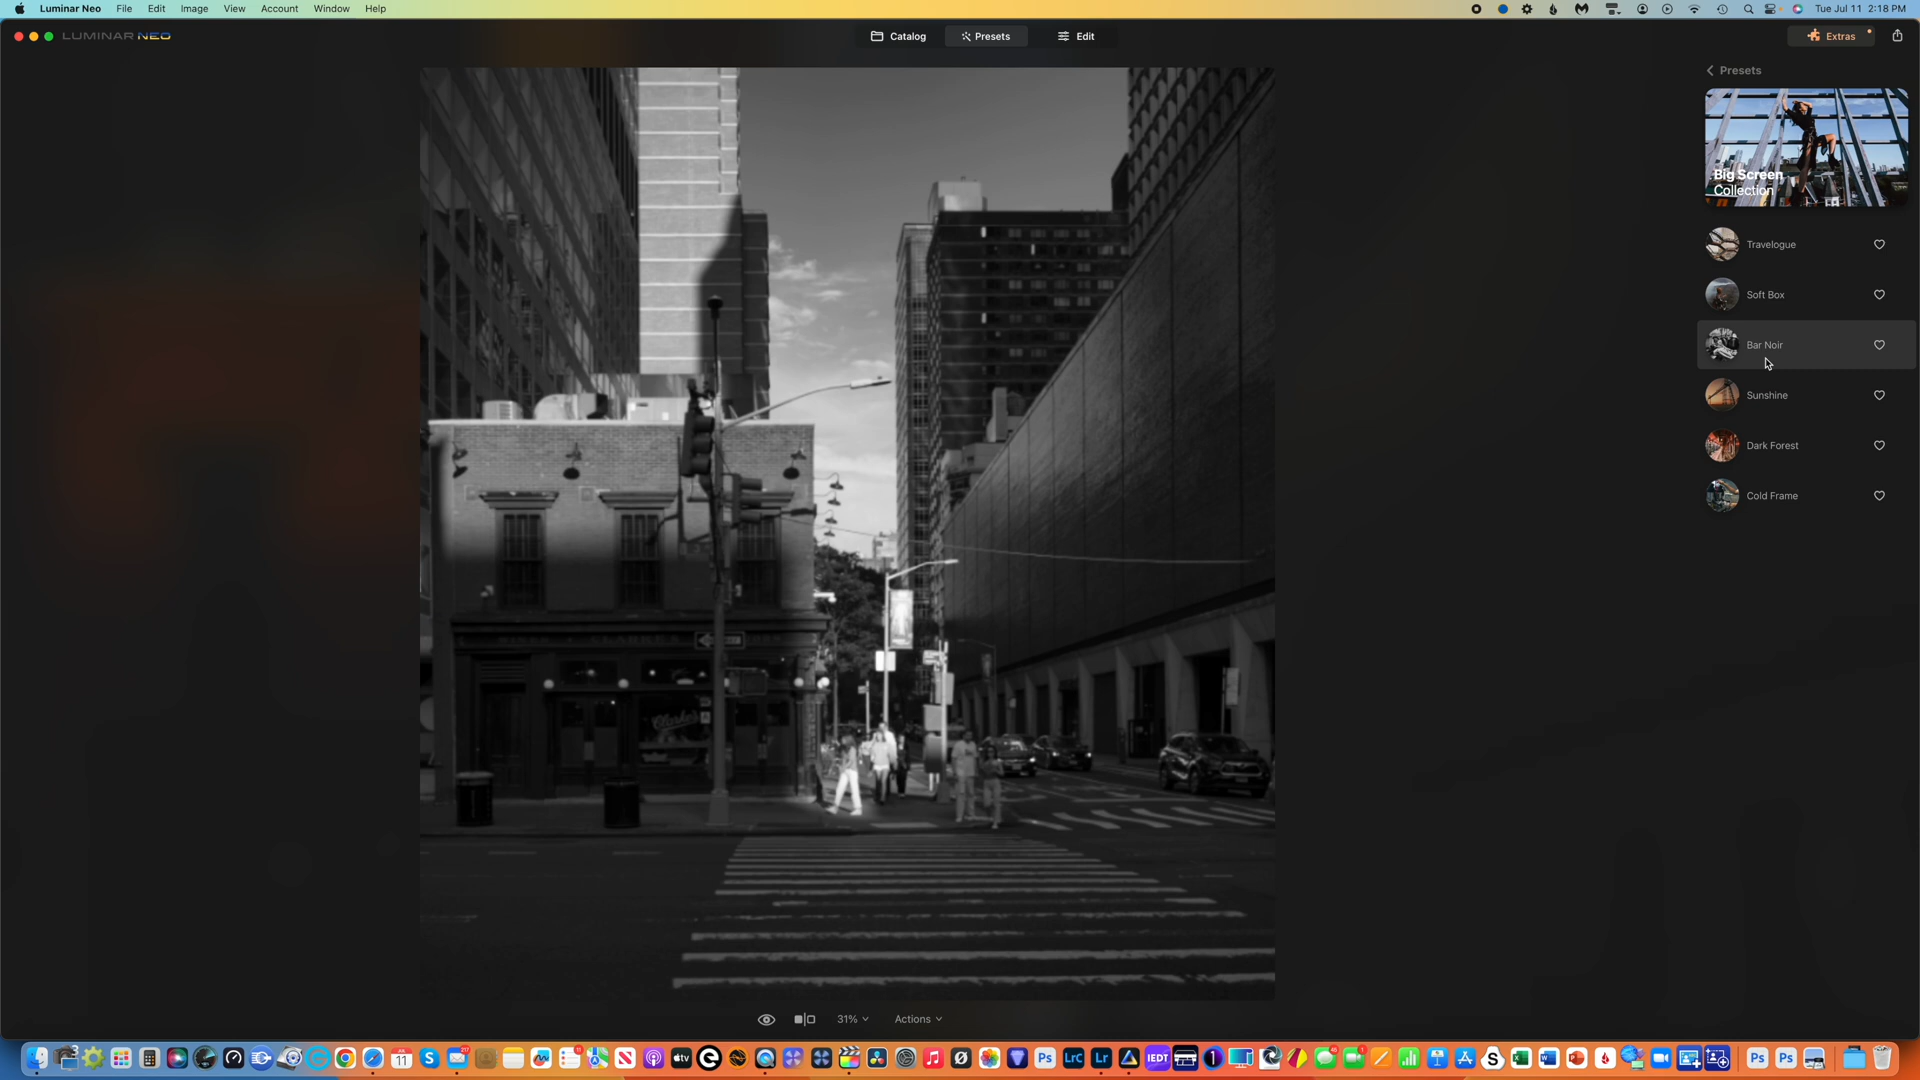 Luminar Neo File Edit Image View Account Window Help Tue Jul 11 2:18 PM
LUMINAR NEO Catalog Presets Edit Extras
Presets
Big Screen
Collection
Travelogue
Soft Box
Bar Noir
Sunshine
Dark Forest
Cold Frame
Clarke's
31% Actions